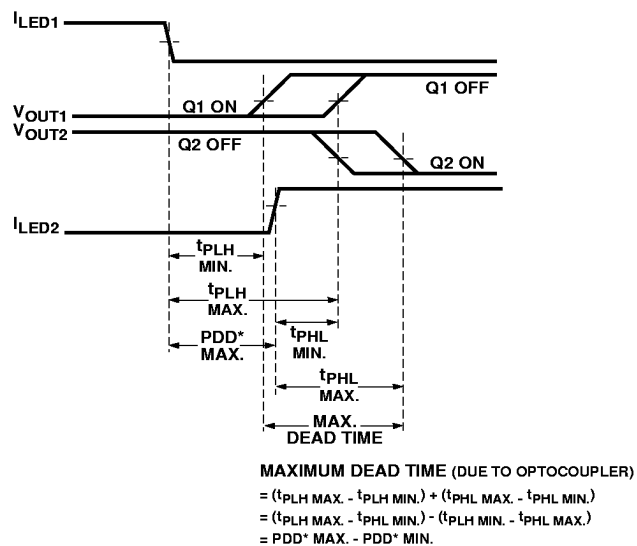 ILED1
Q1 OFF
Q1 ON
VOUT1
VOUT2
Q2 OFF
Q2 ON
ILED2
tPLH
MIN.
tPLH
MAX.
PDD*
MAX.
tPHL
MIN.
tPHL
MAX.
MAX.
DEAD TIME
MAXIMUM DEAD TIME (DUE TO OPTOCOUPLER)
= (tPLH MAX. - tPLH MIN.) + (tPHL MAX. - tPHL MIN.)
= (tPLH MAX. - tPHL MIN.) - (tPLH MIN. - tPHL MAX.)
= PDD* MAX. - PDD* MIN.